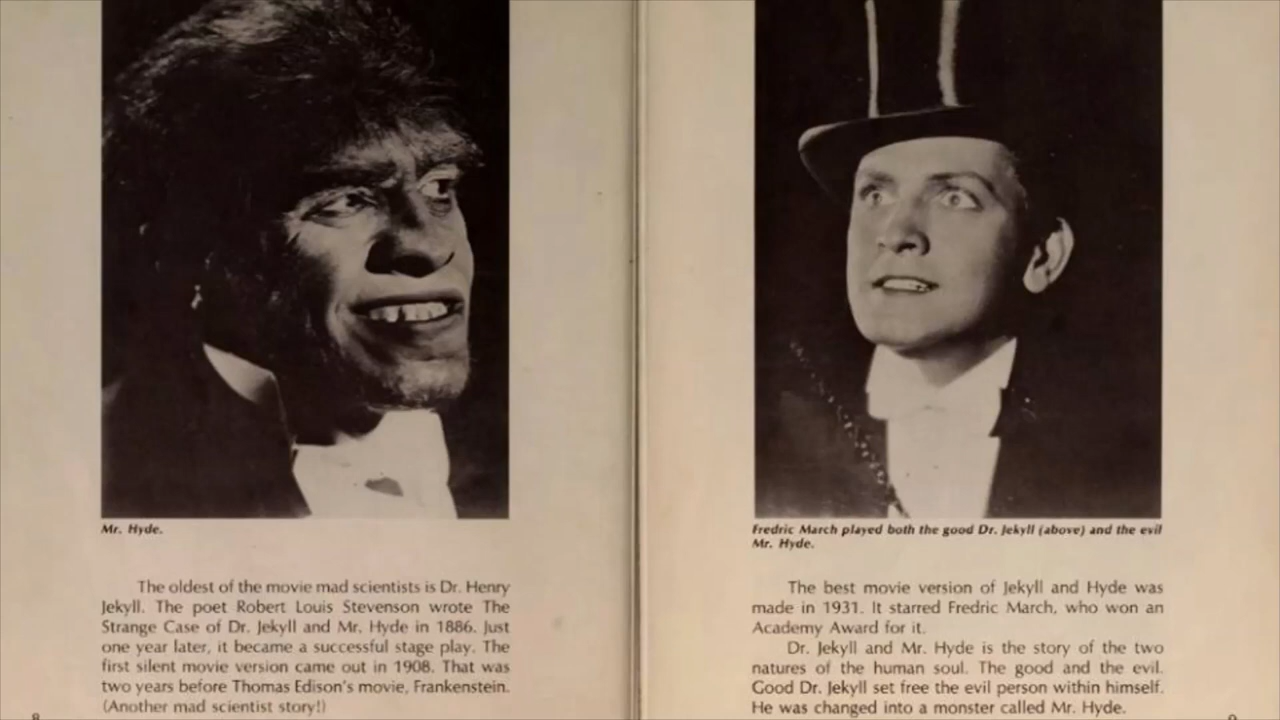 Mr. Hyde.
The oldest of the movie mad scientists is Dr. Henry
Jekyll. The poet Robert Louis Stevenson wrote The
Strange Case of Dr. Jekyll and Mr. Hyde in 1886. Just
one year later, it became a successful stage play. The
first silent movie version came out in 1908. That was
two years before Thomas Edison's movie, Frankenstein.
(Another mad scientist story!)
8
Fredric March played both the good Dr. Jekyll (above) and the evil
Mr. Hyde.
The best movie version of Jekyll and Hyde was
made in 1931. It starred Fredric March, who won an
Academy Award for it.
Dr. Jekyll and Mr. Hyde is the story of the two
natures of the human soul. The good and the evil.
Good Dr. Jekyll set free the evil person within himself.
He was changed into a monster called Mr. Hyde.
9